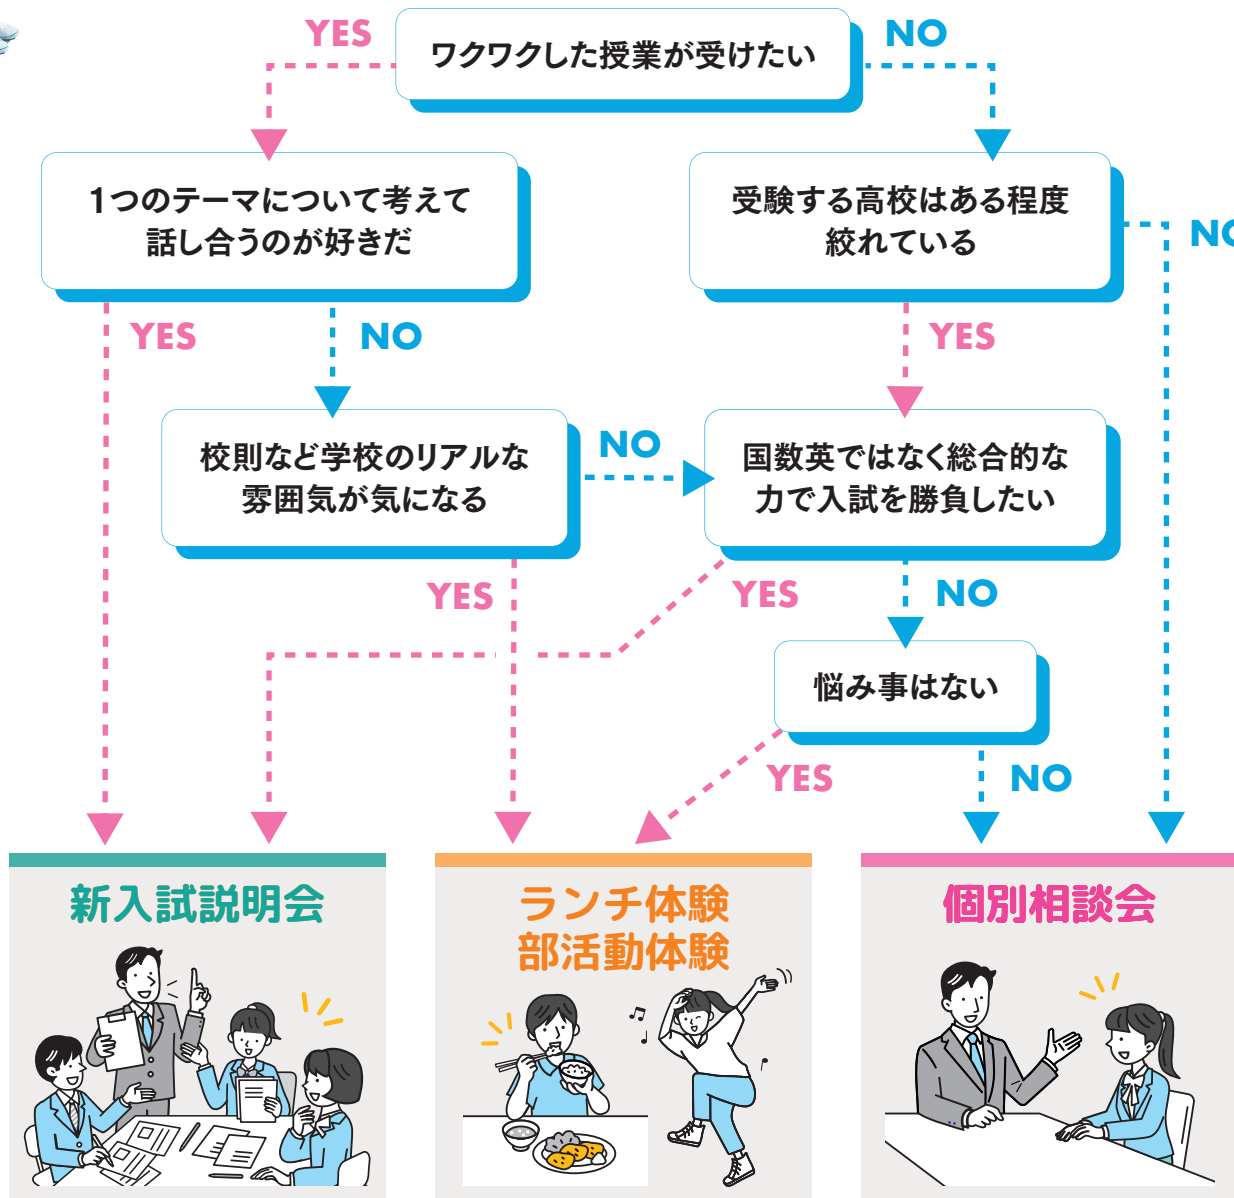 YES
ワクワクした授業が受けたい
NO
1つのテーマについて考えて
話し合うのが好きだ
受験する高校はある程度
絞れている
NO
YES
NO
YES
校則など学校のリアルな
雰囲気が気になる
NO
国数英ではなく総合的な
力で入試を勝負したい
YES
YES
NO
悩み事はない
YES
NO
新入試説明会
ランチ体験
部活動体験
個別相談会